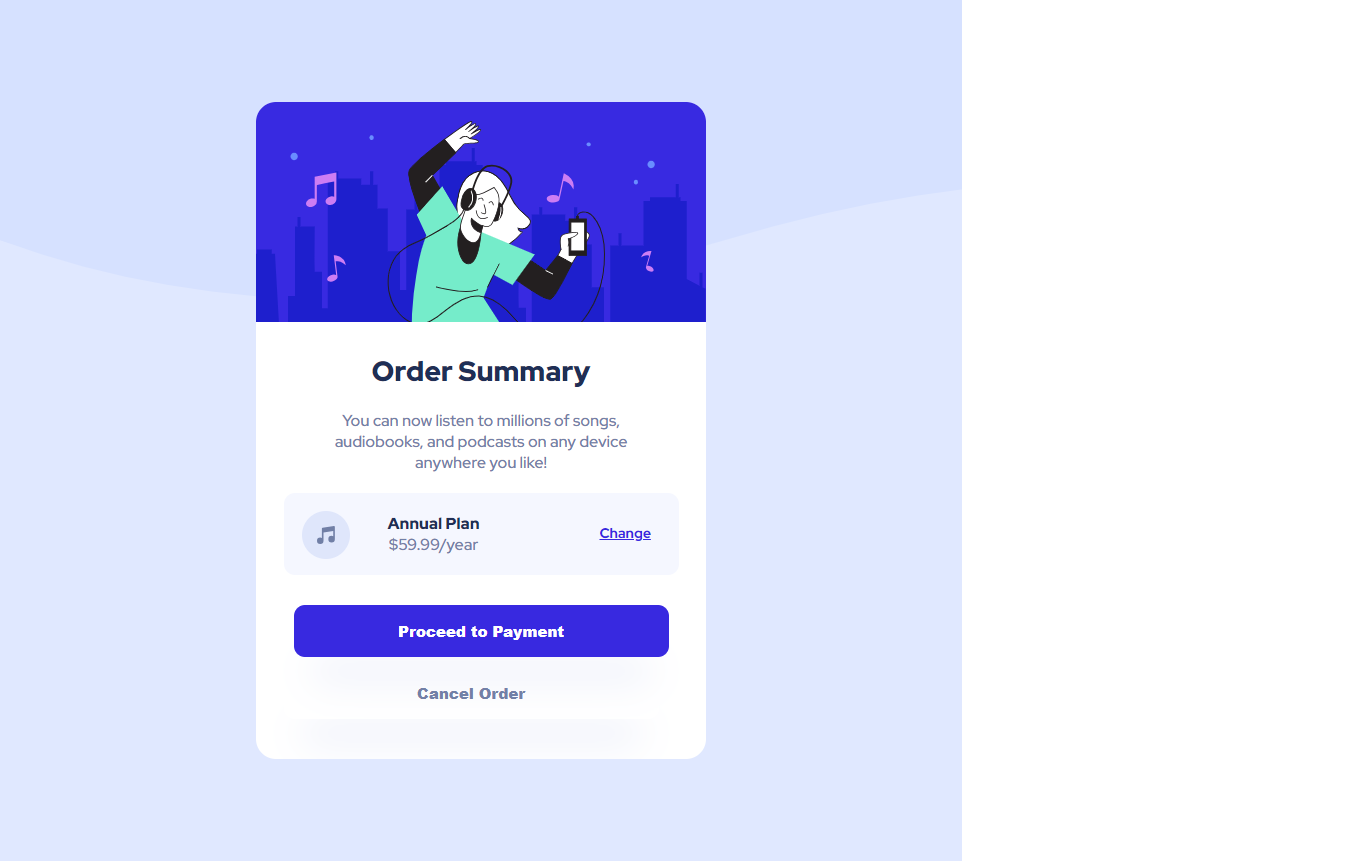 Order Summary
You can now listen to millions of songs,
audiobooks, and podcasts on any device
anywhere you like!
Annual Plan
$59.99/year
Change
Proceed to Payment
Cancel Order